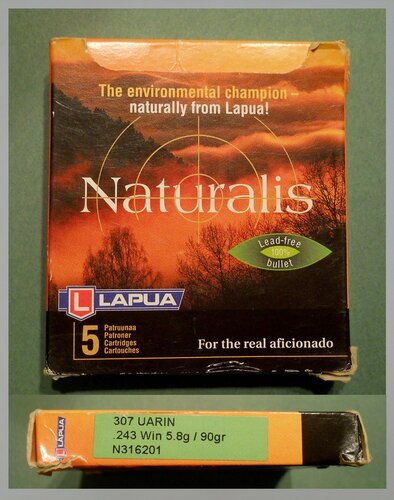 The environmental champion –
naturally from Lapua!
Naturalis
Lead-free
100%
bullet
L LAPUA
5
Patruunaa
Patroner
Cartridges
Cartouches
For the real aficionado
L LAPUA
307 UARIN
.243 Win 5.8g / 90gr
N316201